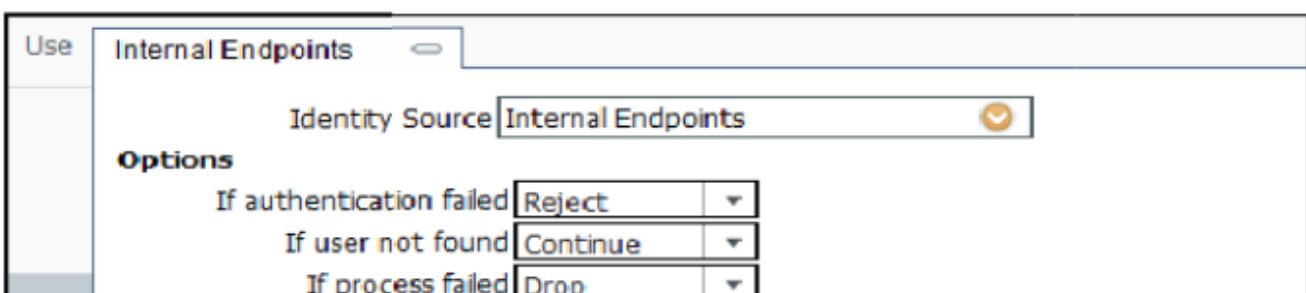 Use
Internal Endpoints
Identity Source Internal Endpoints
Options
If authentication failed Reject
If user not found Continue
If process failed Drop